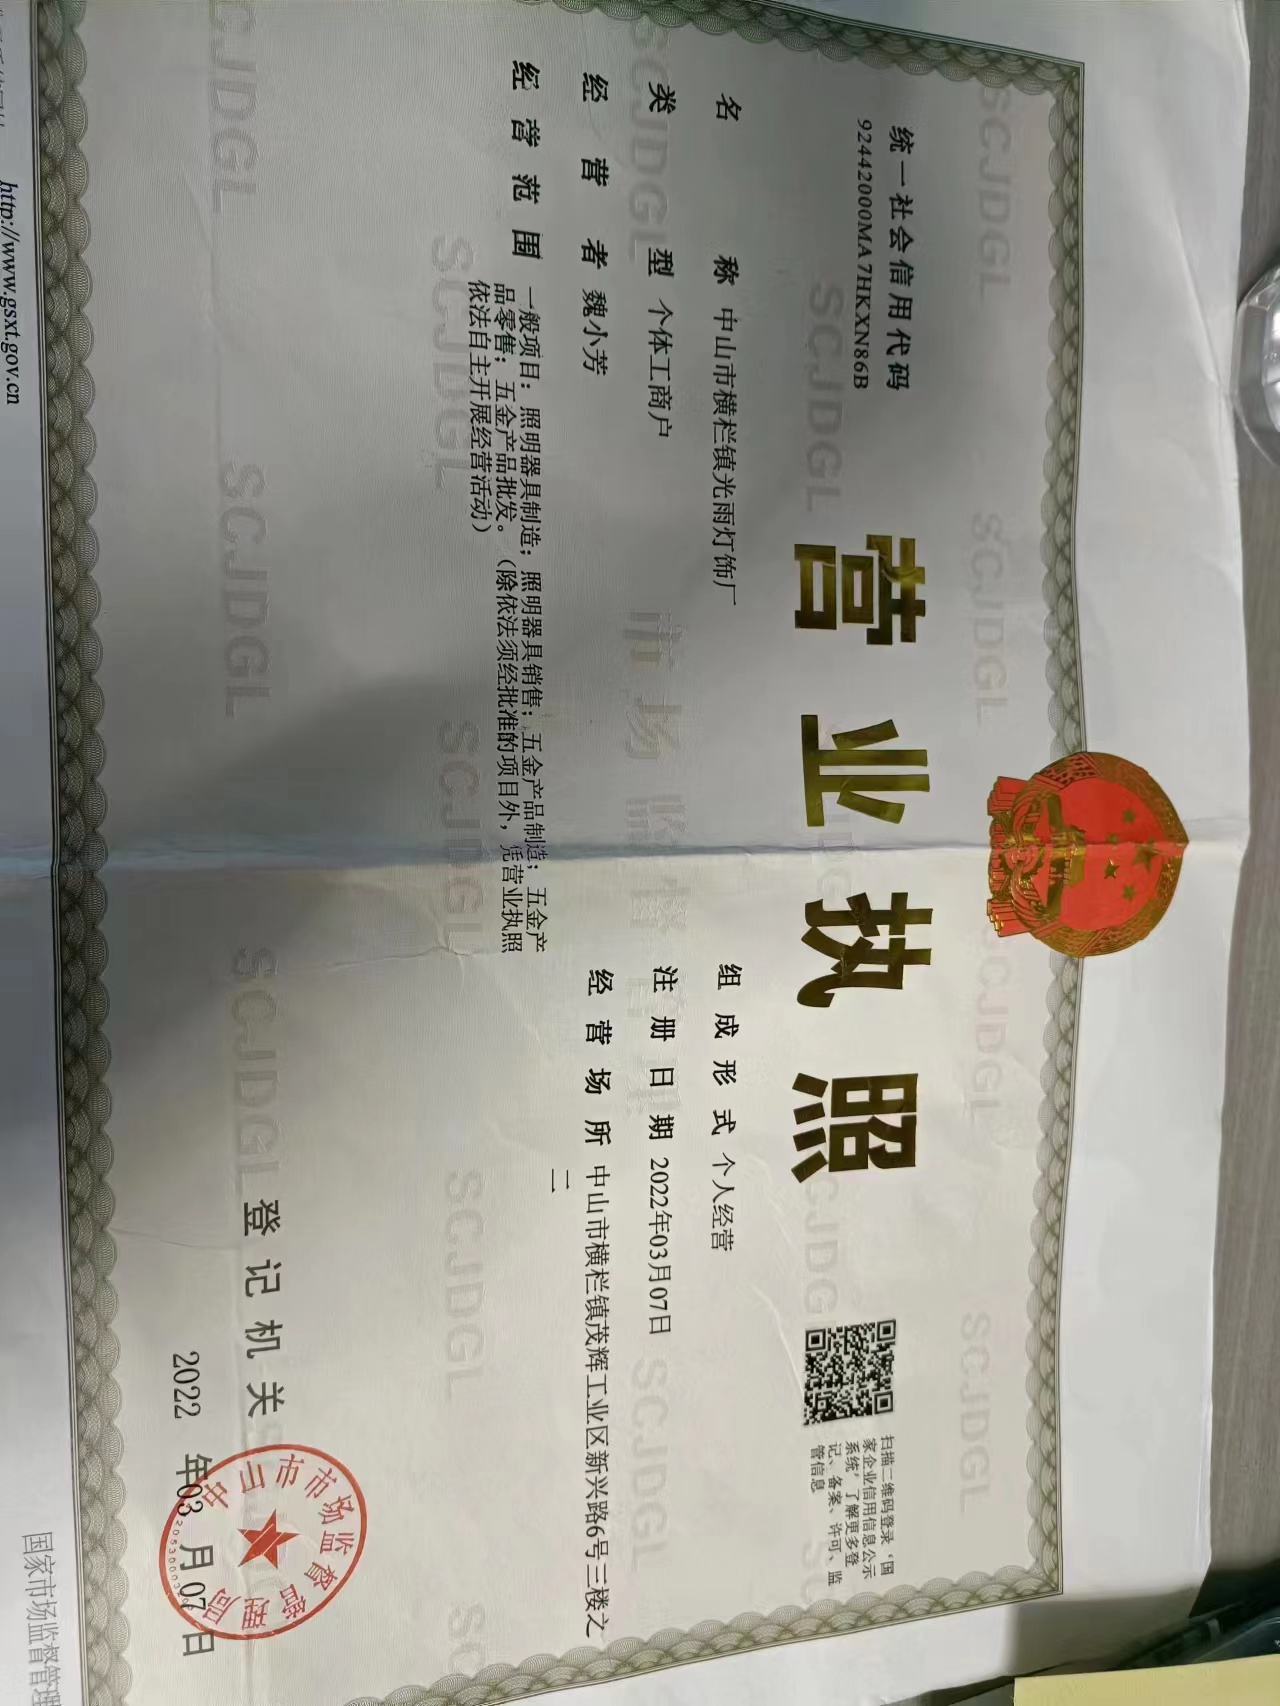 统一社会信用代码
92442000MA7HKXN86B
营业执照
扫描二维码登录‘国
家企业信用信息公示
系统’了解更多登
记、备案、许可、监
管信息
名称 中山市横栏镇光雨灯饰厂
类型 个体工商户
经营者 魏小芳
经营范围 一般项目：照明器具制造；照明器具销售；五金产品制造；五金产
品零售；五金产品批发。（除依法须经批准的项目外，凭营业执照
依法自主开展经营活动）
组成形式 个人经营
注册日期 2022年03月07日
经营场所 中山市横栏镇茂辉工业区新兴路6号三楼之
二
登记机关
中山市市场监督管理局
2022 年03 月07日
http://www.gsxt.gov.cn
国家市场监督管理
SCJDGL
市场监督管理